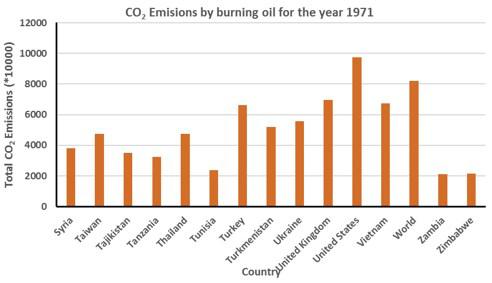 CO₂ Emisions by burning oil for the year 1971
Total CO₂ Emissions (*10000)
12000
10000
8000
6000
4000
2000
0
Syria
Taiwan
Tajikistan
Tanzania
Thailand
Tunisia
Turkey
Turkmenistan
Ukraine
United Kingdom
United States
Vietnam
World
Zambia
Zimbabwe
Country